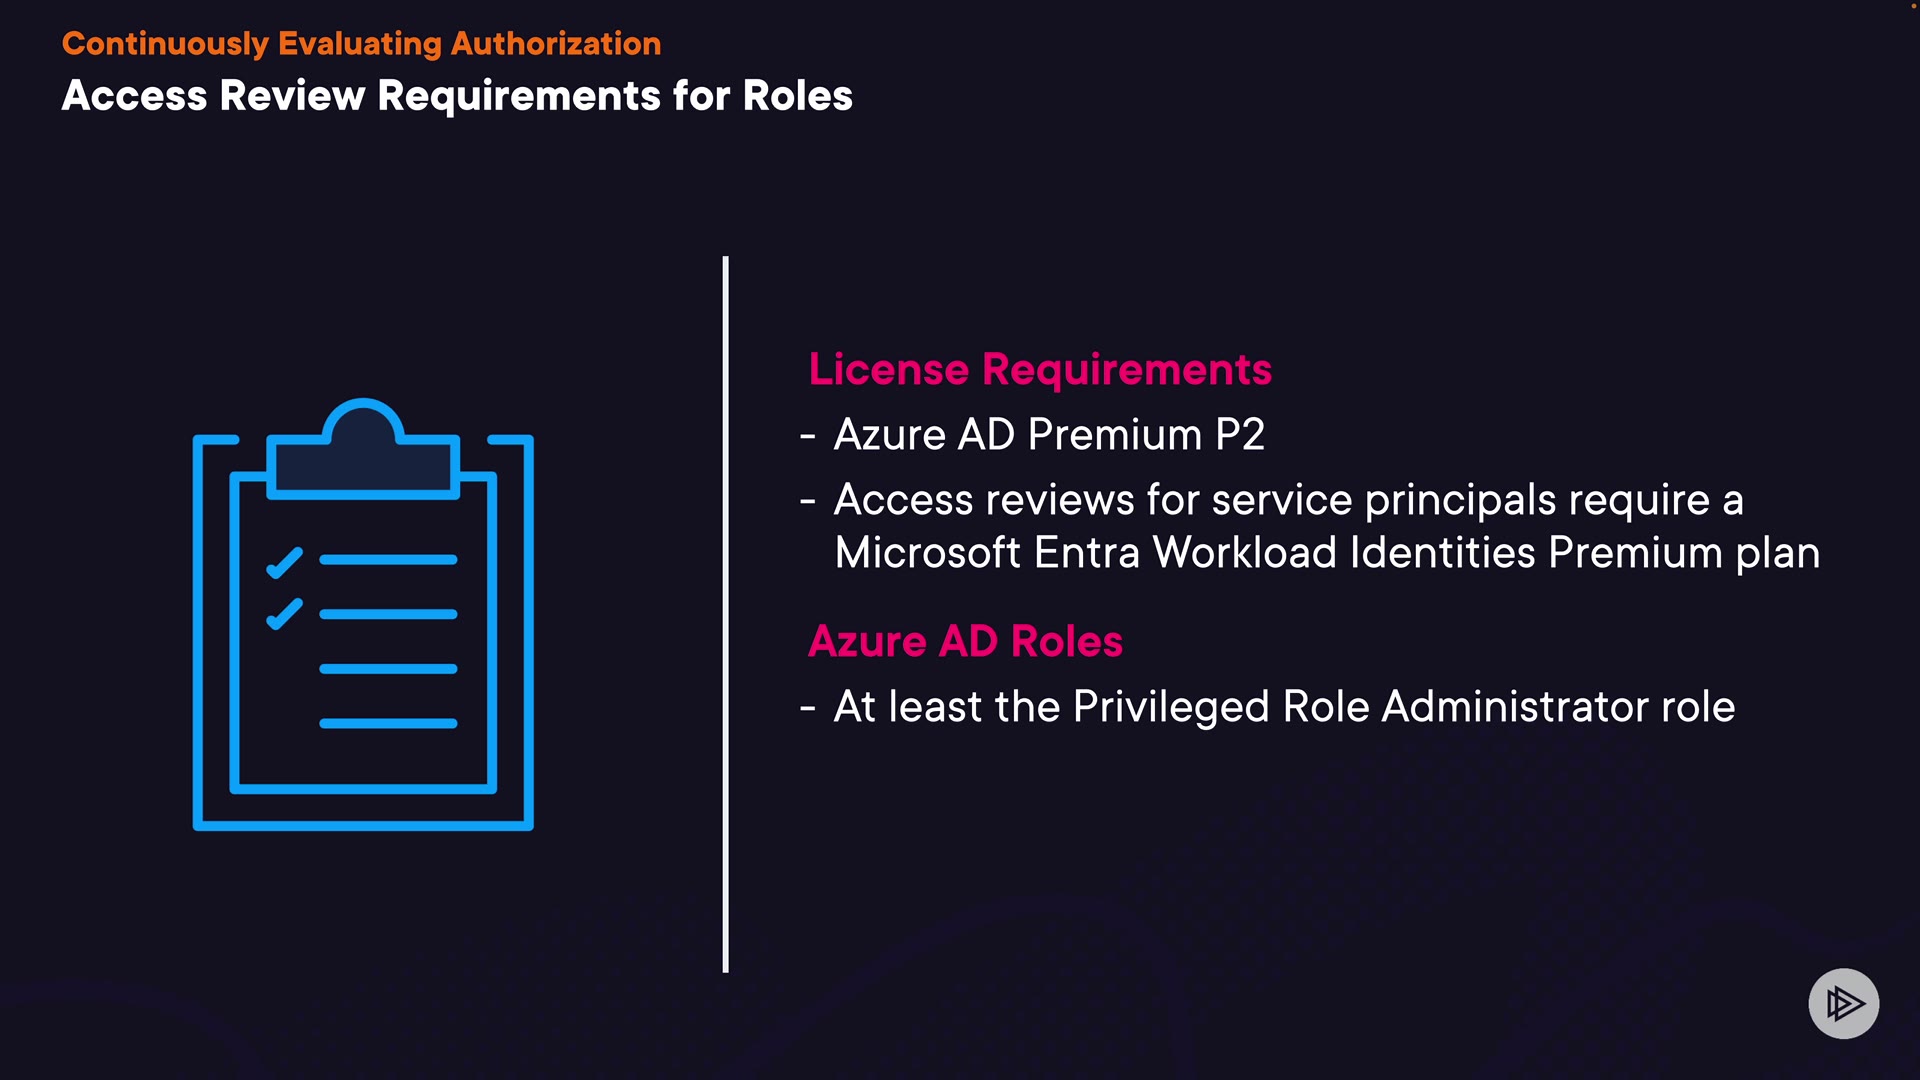 Continuously Evaluating Authorization
Access Review Requirements for Roles
License Requirements
- Azure AD Premium P2
- Access reviews for service principals require a
Microsoft Entra Workload Identities Premium plan
Azure AD Roles
- At least the Privileged Role Administrator role